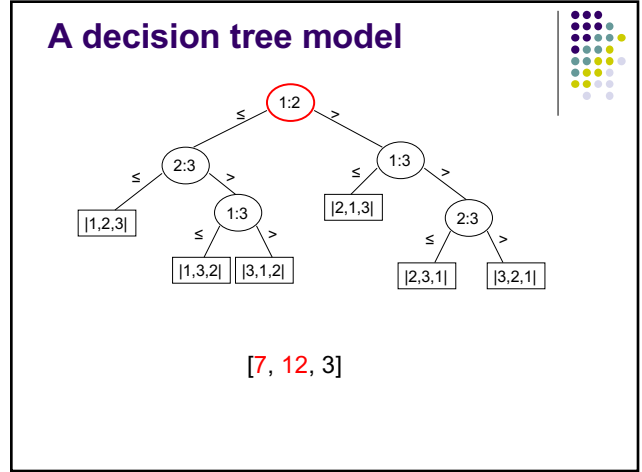 A decision tree model
1:2
≤ >
2:3 1:3
≤ > ≤ >
|1,2,3| 1:3 |2,1,3| 2:3
≤ > ≤ >
|1,3,2| |3,1,2| |2,3,1| |3,2,1|
[7, 12, 3]